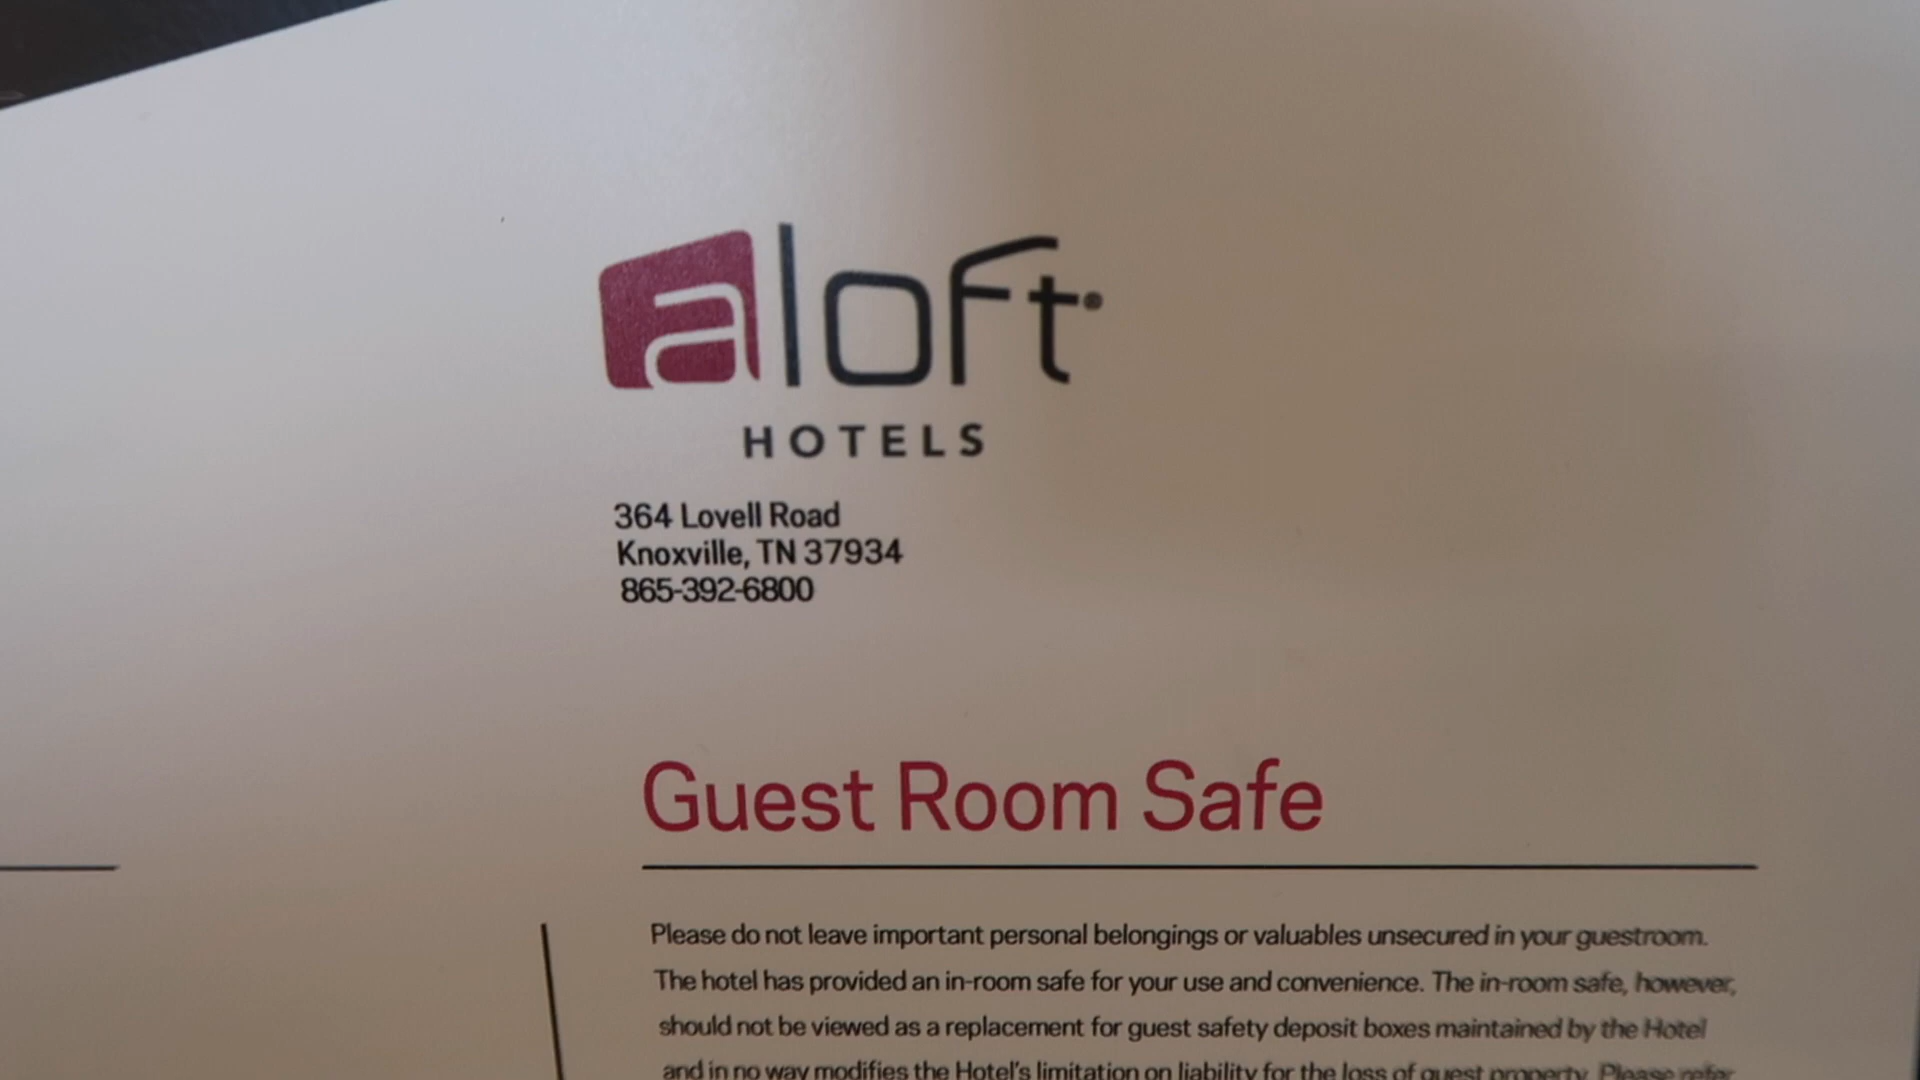 aloft®
HOTELS
364 Lovell Road
Knoxville, TN 37934
865-392-6800
Guest Room Safe
Please do not leave important personal belongings or valuables unsecured in your guestroom.
The hotel has provided an in-room safe for your use and convenience. The in-room safe, however,
should not be viewed as a replacement for guest safety deposit boxes maintained by the Hotel
and in no way modifies the Hotel's limitation on liability for the loss of guest property. Please refer